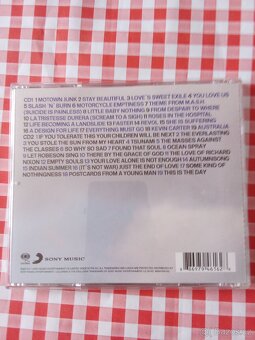 CD1 1 MOTOWN JUNK 2 STAY BEAUTIFUL 3 LOVE´S SWEET EXILE 4 YOU LOVE US
5 SLASH ´N´ BURN 6 MOTORCYCLE EMPTINESS 7 THEME FROM M.A.S.H
(SUICIDE IS PAINLESS) 8 LITTLE BABY NOTHING 9 FROM DESPAIR TO WHERE
10 LA TRISTESSE DURERA (SCREAM TO A SIGH) 11 ROSES IN THE HOSPITAL
12 LIFE BECOMING A LANDSLIDE 13 FASTER 14 REVOL 15 SHE IS SUFFERING
16 A DESIGN FOR LIFE 17 EVERYTHING MUST GO 18 KEVIN CARTER 19 AUSTRALIA
CD2 1 IF YOU TOLERATE THIS YOUR CHILDREN WILL BE NEXT 2 THE EVERLASTING
3 YOU STOLE THE SUN FROM MY HEART 4 TSUNAMI 5 THE MASSES AGAINST
THE CLASSES 6 SO WHY SO SAD 7 FOUND THAT SOUL 8 OCEAN SPRAY
9 LET ROBESON SING 10 THERE BY THE GRACE OF GOD 11 THE LOVE OF RICHARD
NIXON 12 EMPTY SOULS 13 YOUR LOVE ALONE IS NOT ENOUGH 14 AUTUMNSONG
15 INDIAN SUMMER 16 (IT´S NOT WAR) JUST THE END OF LOVE 17 SOME KIND OF
NOTHINGNESS 18 POSTCARDS FROM A YOUNG MAN 19 THIS IS THE DAY
SONY MUSIC